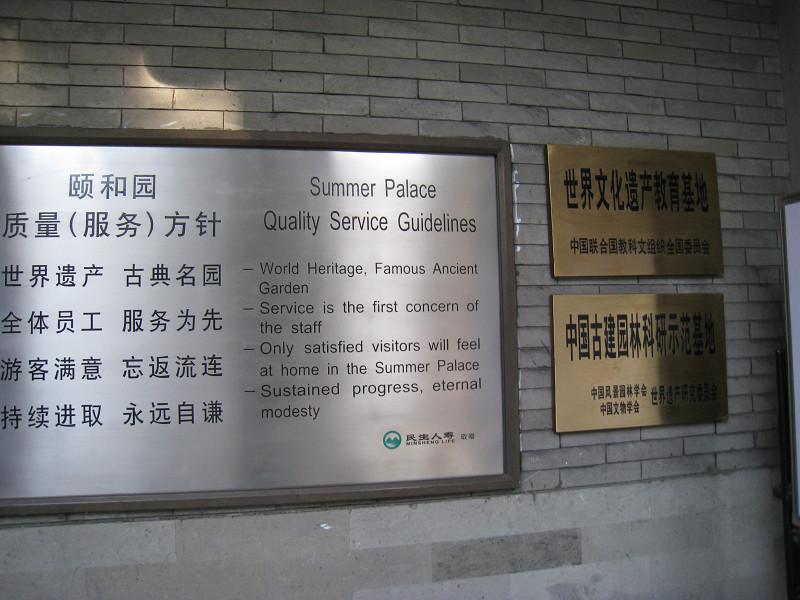 颐和园
质量(服务)方针
世界遗产 古典名园
全体员工 服务为先
游客满意 忘返流连
持续进取 永远自谦
Summer Palace
Quality Service Guidelines
– World Heritage, Famous Ancient
Garden
– Service is the first concern of
the staff
– Only satisfied visitors will feel
at home in the Summer Palace
– Sustained progress, eternal
modesty
民生人寿 敬赠
MINSHENG LIFE
世界文化遗产教育基地
中国联合国教科文组织全国委员会
中国古建园林科研示范基地
中国风景园林学会
中国文物学会
世界遗产研究委员会